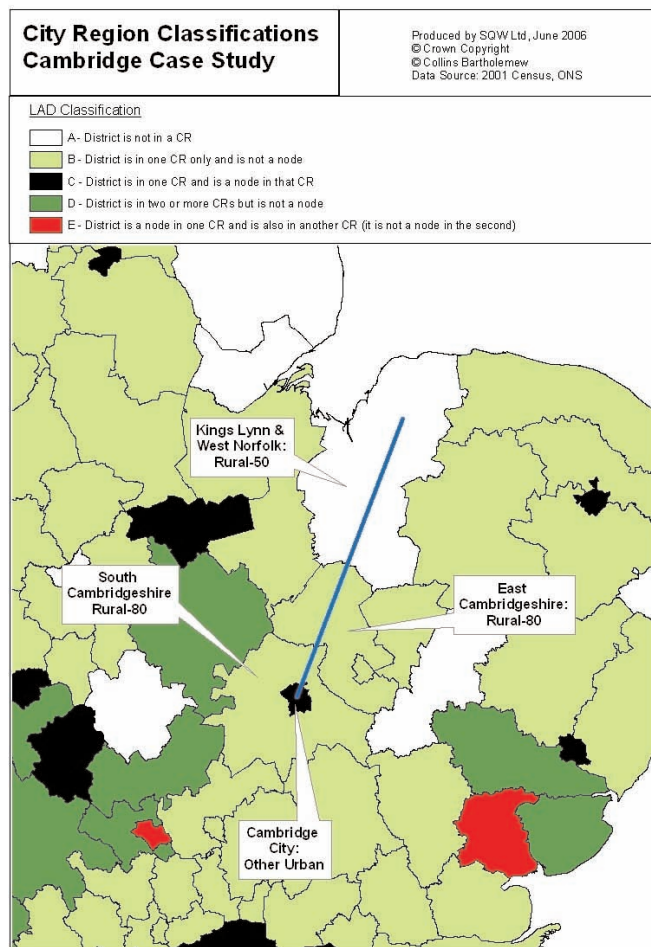 City Region Classifications
Cambridge Case Study
Produced by SQW Ltd, June 2006
© Crown Copyright
© Collins Bartholemew
Data Source: 2001 Census, ONS
LAD Classification
A - District is not in a CR
B - District is in one CR only and is not a node
C - District is in one CR and is a node in that CR
D - District is in two or more CRs but is not a node
E - District is a node in one CR and is also in another CR (it is not a node in the second)
Kings Lynn &
West Norfolk:
Rural-50
South
Cambridgeshire
Rural-80
East
Cambridgeshire:
Rural-80
Cambridge
City:
Other Urban